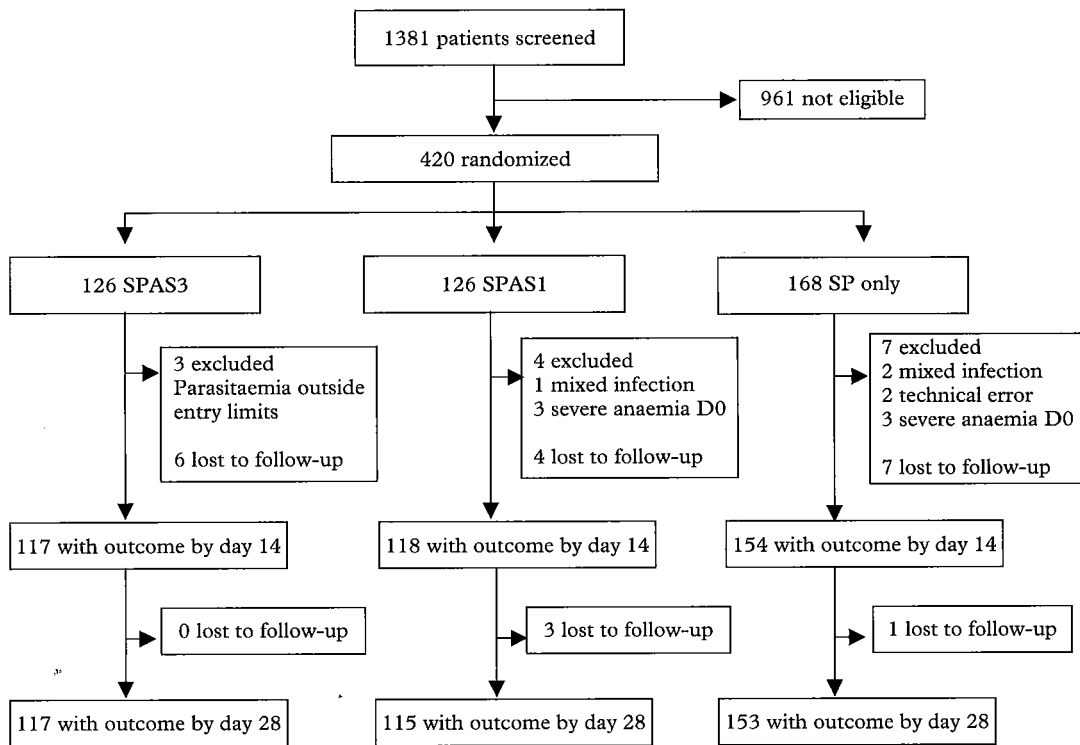 1381 patients screened
961 not eligible
420 randomized
126 SPAS3
126 SPAS1
168 SP only
3 excluded
Parasitaemia outside
entry limits
6 lost to follow-up
4 excluded
1 mixed infection
3 severe anaemia D0
4 lost to follow-up
7 excluded
2 mixed infection
2 technical error
3 severe anaemia D0
7 lost to follow-up
117 with outcome by day 14
118 with outcome by day 14
154 with outcome by day 14
0 lost to follow-up
3 lost to follow-up
1 lost to follow-up
117 with outcome by day 28
115 with outcome by day 28
153 with outcome by day 28